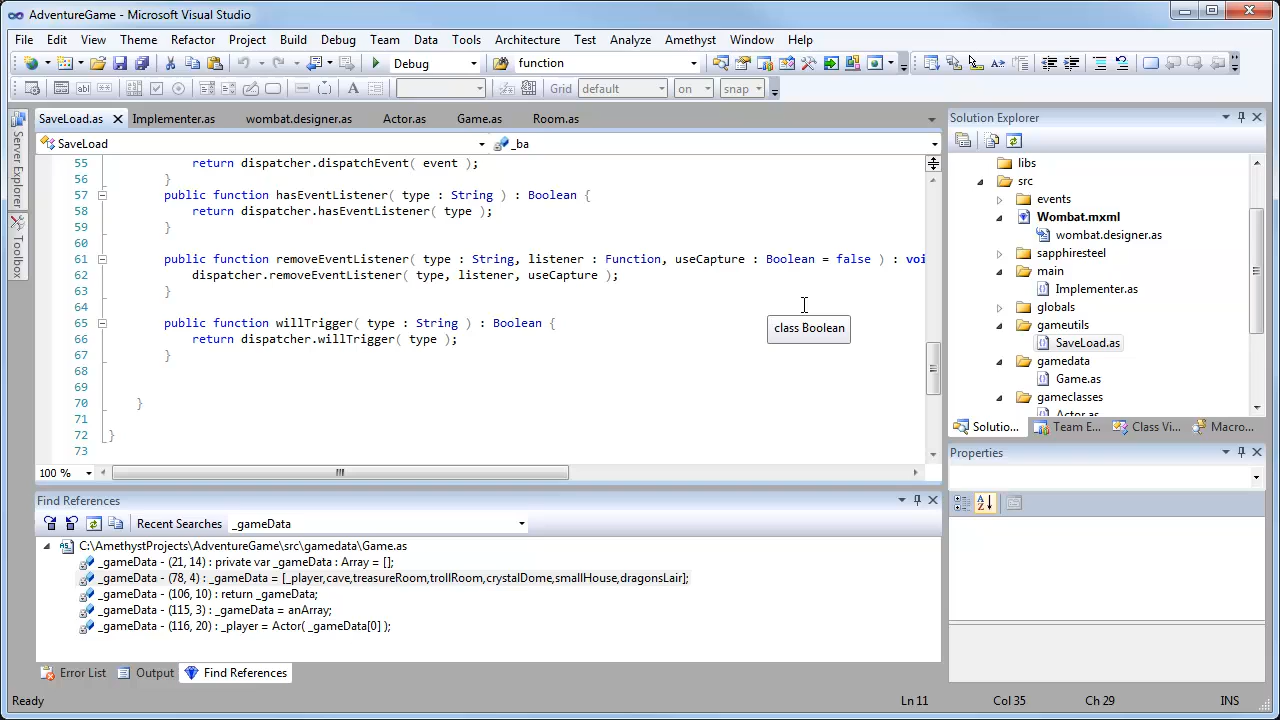 AdventureGame - Microsoft Visual Studio
File Edit View Theme Refactor Project Build Debug Team Data Tools Architecture Test Analyze Amethyst Window Help
Debug function
Grid default on snap
SaveLoad.as Implementer.as wombat.designer.as Actor.as Game.as Room.as
SaveLoad _ba
55 return dispatcher.dispatchEvent( event );
56 }
57 public function hasEventListener( type : String ) : Boolean {
58 return dispatcher.hasEventListener( type );
59 }
60
61 public function removeEventListener( type : String, listener : Function, useCapture : Boolean = false ) : voi
62 dispatcher.removeEventListener( type, listener, useCapture );
63 }
64
65 public function willTrigger( type : String ) : Boolean {
66 return dispatcher.willTrigger( type );
67 }
68
69
70 }
71
72 }
73
class Boolean
100 %
Server Explorer
Toolbox
Solution Explorer
libs
src
events
Wombat.mxml
wombat.designer.as
sapphiresteel
main
Implementer.as
globals
gameutils
SaveLoad.as
gamedata
Game.as
gameclasses
Actor.as
Solutio... Team E... Class Vi... Macro...
Properties
Find References
Recent Searches _gameData
C:\AmethystProjects\AdventureGame\src\gamedata\Game.as
_gameData - (21, 14) : private var _gameData : Array = [];
_gameData - (78, 4) : _gameData = [_player,cave,treasureRoom,trollRoom,crystalDome,smallHouse,dragonsLair];
_gameData - (106, 10) : return _gameData;
_gameData - (115, 3) : _gameData = anArray;
_gameData - (116, 20) : _player = Actor( _gameData[0] );
Error List Output Find References
Ready Ln 11 Col 35 Ch 29 INS